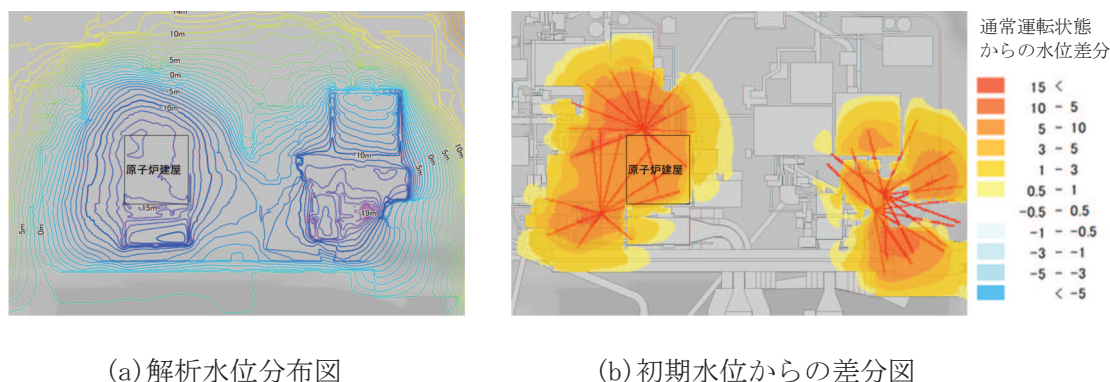 14m
10m
5m
0m
-5m
-10m
原子炉建屋
-15m
10m
19m
5m
0m
5m
10m
5m
0m
原子炉建屋
通常運転状態
からの水位差分
15 <
10 - 5
5 - 10
3 - 5
1 - 3
0.5 - 1
-0.5 - 0.5
-1 - -0.5
-3 - -1
-5 - -3
< -5
(a)解析水位分布図
(b)初期水位からの差分図